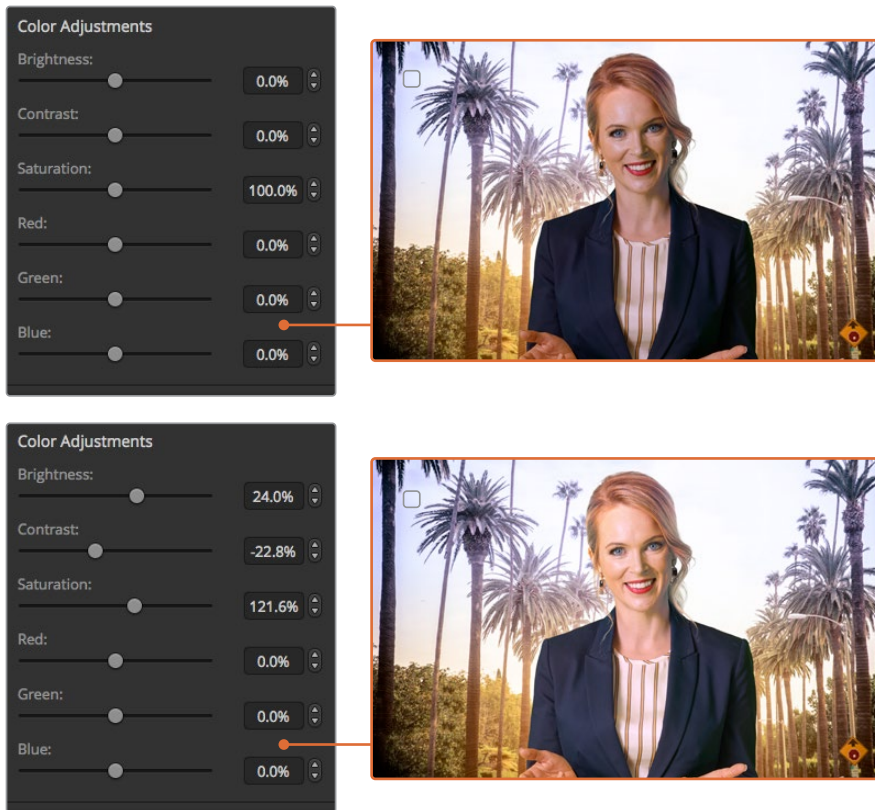 Color Adjustments
Brightness:
0.0%
Contrast:
0.0%
Saturation:
100.0%
Red:
0.0%
Green:
0.0%
Blue:
0.0%
Color Adjustments
Brightness:
24.0%
Contrast:
-22.8%
Saturation:
121.6%
Red:
0.0%
Green:
0.0%
Blue:
0.0%